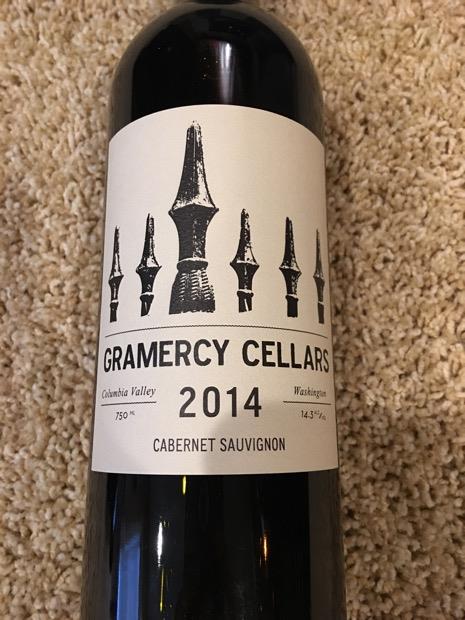 GRAMERCY CELLARS
Columbia Valley
2014
Washington
750 ML
14.3
CABERNET SAUVIGNON